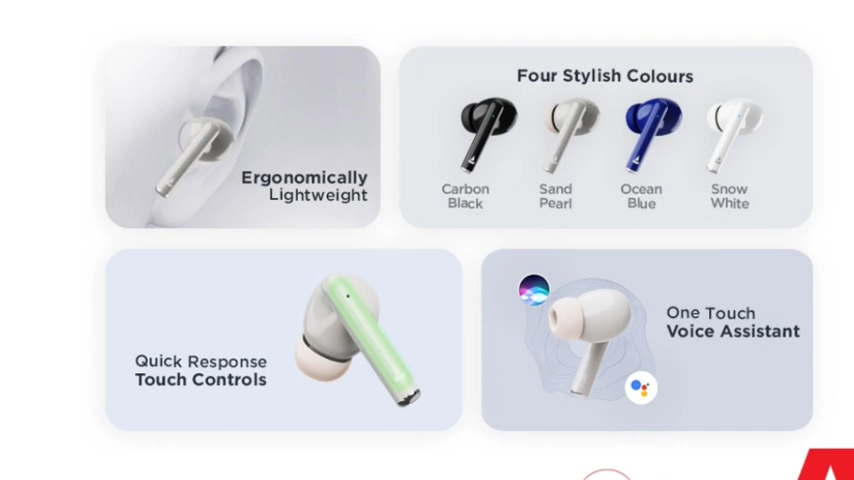 Ergonomically
Lightweight
Four Stylish Colours
Carbon
Black
Sand
Pearl
Ocean
Blue
Snow
White
Quick Response
Touch Controls
One Touch
Voice Assistant